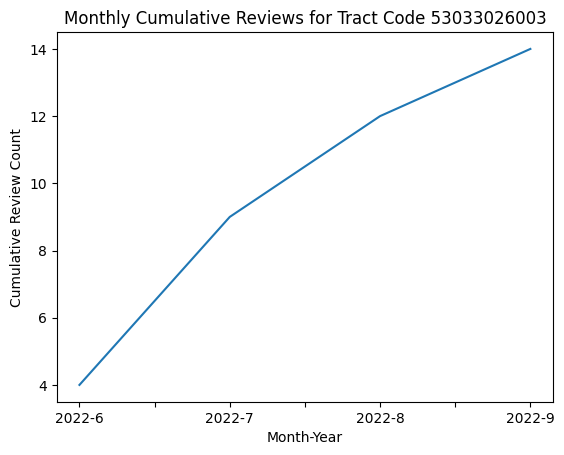 Monthly Cumulative Reviews for Tract Code 53033026003
14
12
10
8
6
4
Cumulative Review Count
2022-6 2022-7 2022-8 2022-9
Month-Year